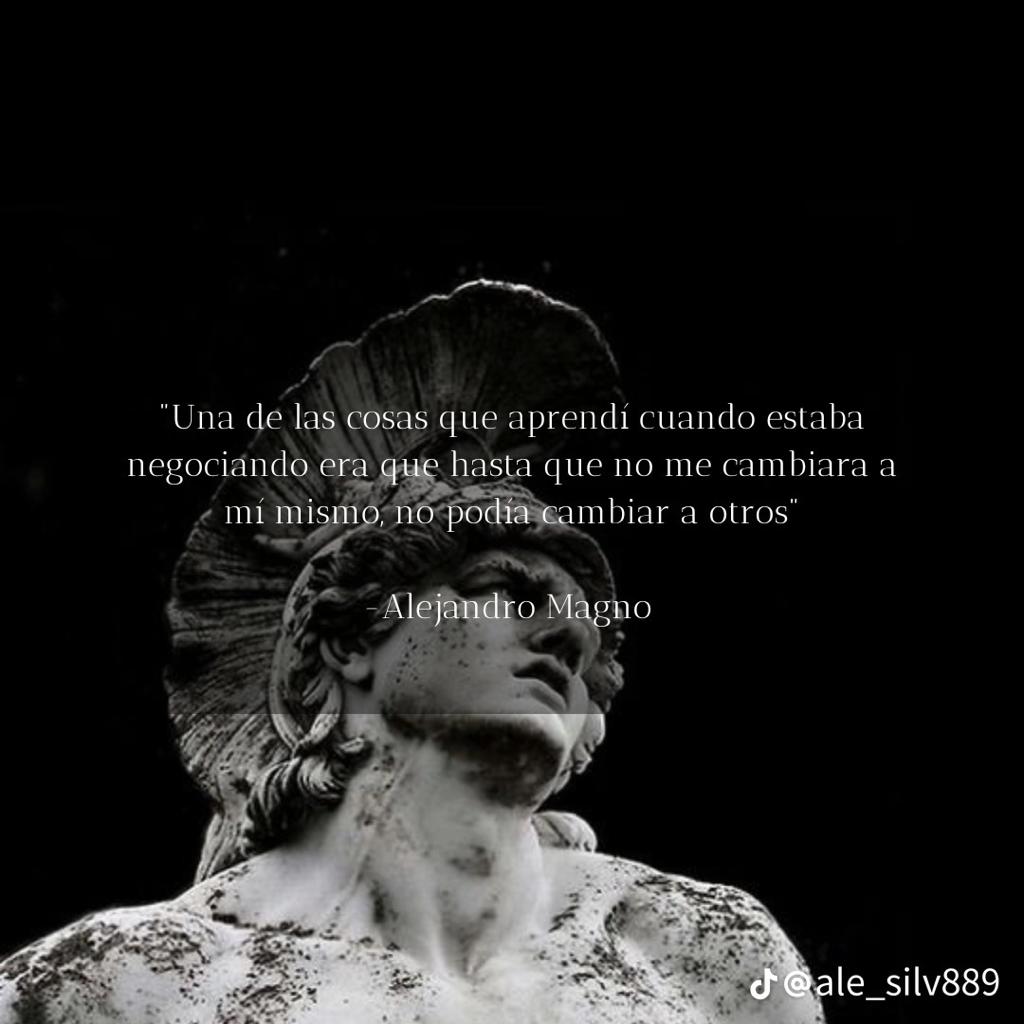 "Una de las cosas que aprendí cuando estaba
negociando era que hasta que no me cambiara a
mí mismo, no podía cambiar a otros"
-Alejandro Magno
@ale_silv889